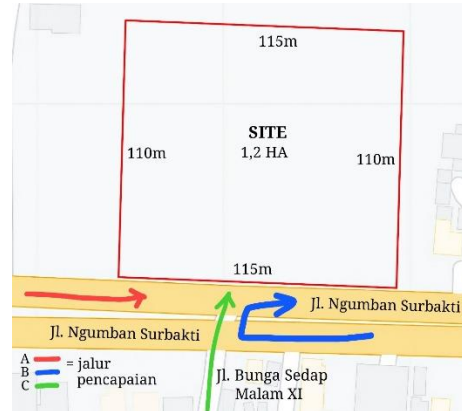 115m
SITE
1,2 HA
110m
110m
115m
Jl. Ngumban Surbakti
Jl. Ngumban Surbakti
A
B
C
= jalur
pencapaian
Jl. Bunga Sedap
Malam XI